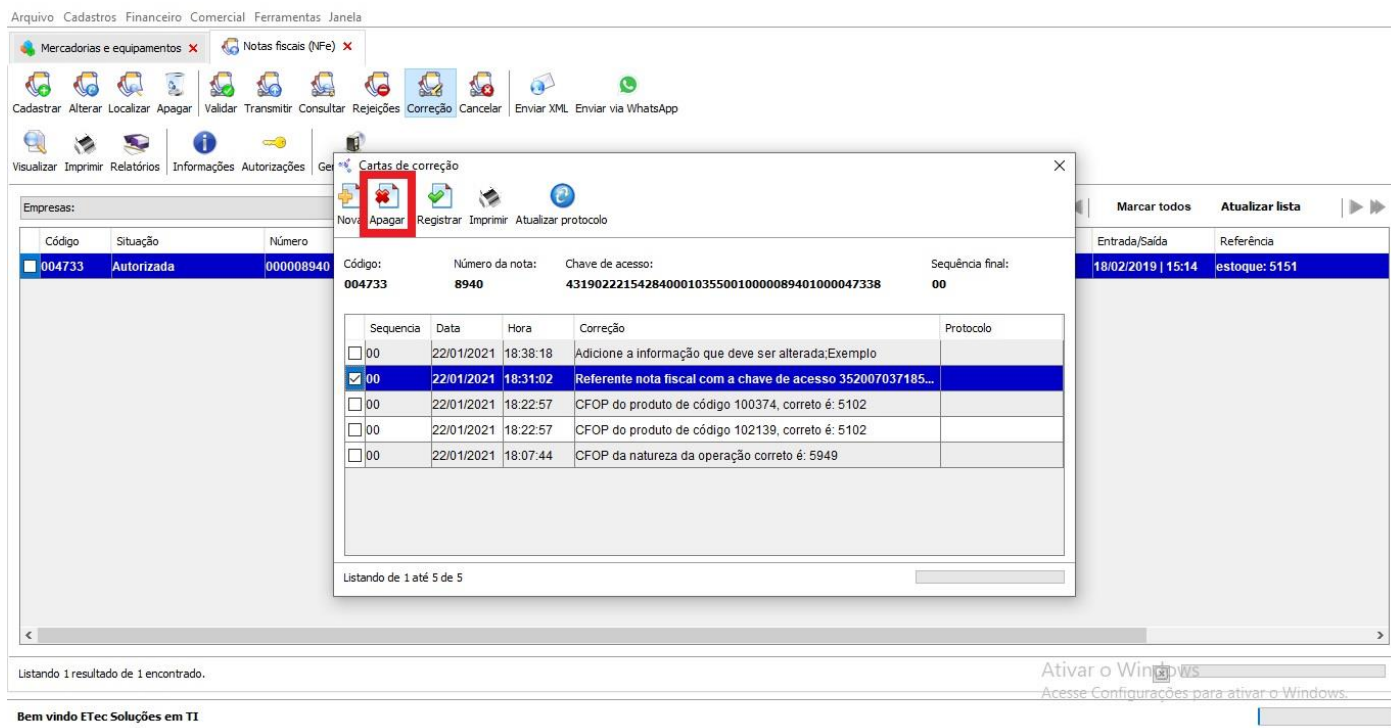 Arquivo Cadastros Financeiro Comercial Ferramentas Janela
Mercadorias e equipamentos Notas fiscais (NFe)
Cadastrar Alterar Localizar Apagar Validar Transmitir Consultar Rejeições Correção Cancelar Enviar XML Enviar via WhatsApp
Visualizar Imprimir Relatórios Informações Autorizações Ger
Cartas de correção
Nova Apagar Registrar Imprimir Atualizar protocolo
Empresas: Marcar todos Atualizar lista
Código Situação Número Entrada/Saída Referência
004733 Autorizada 000008940 18/02/2019 | 15:14 estoque: 5151
Código: Número da nota: Chave de acesso: Sequência final:
004733 8940 43190222154284000103550010000089401000047338 00
Sequencia Data Hora Correção Protocolo
00 22/01/2021 18:38:18 Adicione a informação que deve ser alterada;Exemplo
00 22/01/2021 18:31:02 Referente nota fiscal com a chave de acesso 352007037185...
00 22/01/2021 18:22:57 CFOP do produto de código 100374, correto é: 5102
00 22/01/2021 18:22:57 CFOP do produto de código 102139, correto é: 5102
00 22/01/2021 18:07:44 CFOP da natureza da operação correto é: 5949
Listando de 1 até 5 de 5
Listando 1 resultado de 1 encontrado.
Ativar o Windows
Acesse Configurações para ativar o Windows.
Bem vindo ETec Soluções em TI